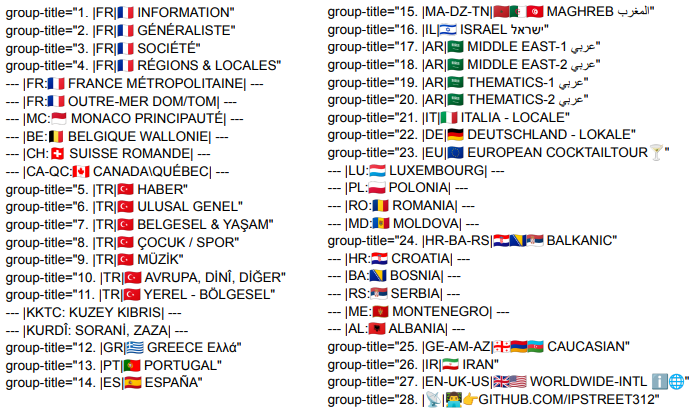 group-title="1. |FR|🇫🇷 INFORMATION"
group-title="2. |FR|🇫🇷 GÉNÉRALISTE"
group-title="3. |FR|🇫🇷 SOCIÉTÉ"
group-title="4. |FR|🇫🇷 RÉGIONS & LOCALES"
--- |FR:🇫🇷 FRANCE MÉTROPOLITAINE| ---
--- |FR:🇫🇷 OUTRE-MER DOM/TOM| ---
--- |MC:🇲🇨 MONACO PRINCIPAUTÉ| ---
--- |BE:🇧🇪 BELGIQUE WALLONIE| ---
--- |CH:🇨🇭 SUISSE ROMANDE| ---
--- |CA-QC:🇨🇦 CANADA\QUÉBEC| ---
group-title="5. |TR|🇹🇷 HABER"
group-title="6. |TR|🇹🇷 ULUSAL GENEL"
group-title="7. |TR|🇹🇷 BELGESEL & YAŞAM"
group-title="8. |TR|🇹🇷 ÇOCUK / SPOR"
group-title="9. |TR|🇹🇷 MÜZİK"
group-title="10. |TR|🇹🇷 AVRUPA, DİNÎ, DİĞER"
group-title="11. |TR|🇹🇷 YEREL - BÖLGESEL"
--- |KKTC: KUZEY KIBRIS| ---
--- |KURDÎ: SORANÎ, ZAZA| ---
group-title="12. |GR|🇬🇷 GREECE Ελλά"
group-title="13. |PT|🇵🇹 PORTUGAL"
group-title="14. |ES|🇪🇸 ESPAÑA"
group-title="15. |MA-DZ-TN|🇲🇦🇩🇿🇹🇳 MAGHREB المغرب"
group-title="16. |IL|🇮🇱 ISRAEL ישראל"
group-title="17. |AR|🇸🇦 MIDDLE EAST-1 عربي"
group-title="18. |AR|🇸🇦 MIDDLE EAST-2 عربي"
group-title="19. |AR|🇸🇦 THEMATICS-1 عربي"
group-title="20. |AR|🇸🇦 THEMATICS-2 عربي"
group-title="21. |IT|🇮🇹 ITALIA - LOCALE"
group-title="22. |DE|🇩🇪 DEUTSCHLAND - LOKALE"
group-title="23. |EU|🇪🇺 EUROPEAN COCKTAILTOUR🍸"
--- |LU:🇱🇺 LUXEMBOURG| ---
--- |PL:🇵🇱 POLONIA| ---
--- |RO:🇷🇴 ROMANIA| ---
--- |MD:🇲🇩 MOLDOVA| ---
group-title="24. |HR-BA-RS|🇭🇷🇧🇦🇷🇸 BALKANIC"
--- |HR:🇭🇷 CROATIA| ---
--- |BA:🇧🇦 BOSNIA| ---
--- |RS:🇷🇸 SERBIA| ---
--- |ME:🇲🇪 MONTENEGRO| ---
--- |AL:🇦🇱 ALBANIA| ---
group-title="25. |GE-AM-AZ|🇬🇪🇦🇲🇦🇿 CAUCASIAN"
group-title="26. |IR|🇮🇷 IRAN"
group-title="27. |EN-UK-US|🇬🇧🇺🇸 WORLDWIDE-INTL ℹ️🌐"
group-title="28. |📡|👨‍💻👉GITHUB.COM/IPSTREET312"